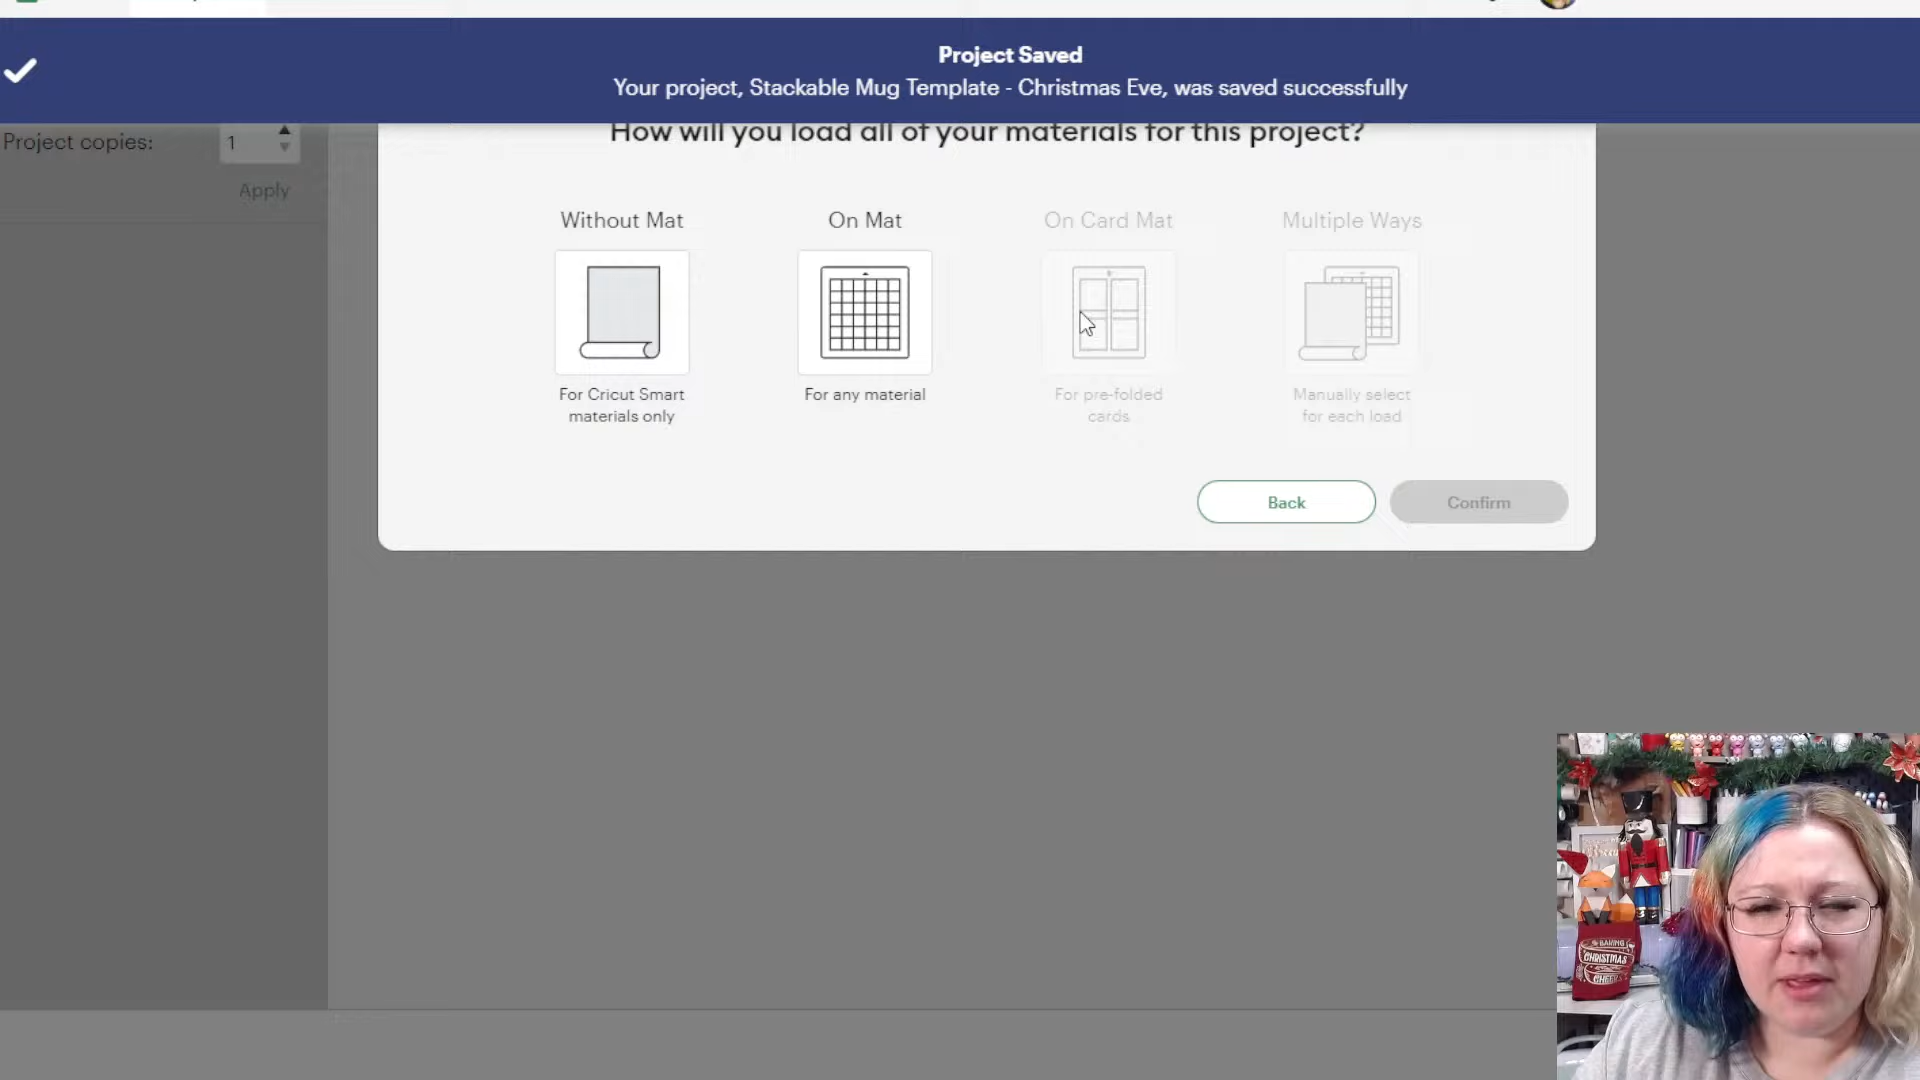 Project Saved
Your project, Stackable Mug Template - Christmas Eve, was saved successfully
Project copies:
1
Apply
How will you load all of your materials for this project?
Without Mat
On Mat
On Card Mat
Multiple Ways
For Cricut Smart
materials only
For any material
For pre-folded
cards
Manually select
for each load
Back
Confirm
BAKING
CHRISTMAS
CHEER